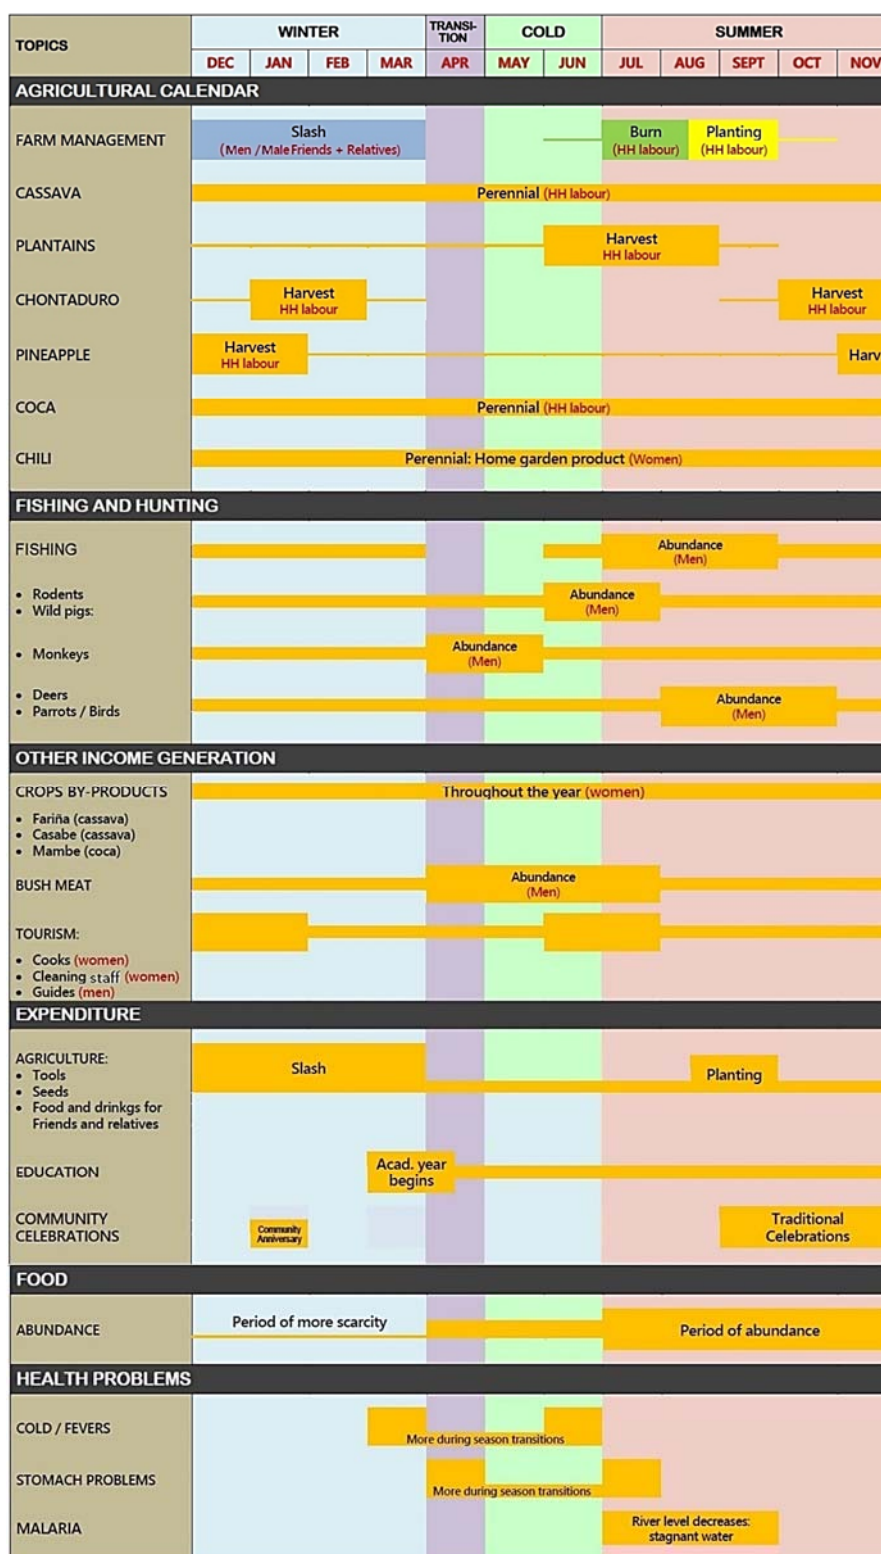 TOPICS
WINTER
TRANSI-
TION
COLD
SUMMER
DEC JAN FEB MAR APR MAY JUN JUL AUG SEPT OCT NOV
AGRICULTURAL CALENDAR
FARM MANAGEMENT
Slash
(Men / Male Friends + Relatives)
Burn
(HH labour)
Planting
(HH labour)
CASSAVA
Perennial (HH labour)
PLANTAINS
Harvest
HH labour
CHONTADURO
Harvest
HH labour
Harvest
HH labour
PINEAPPLE
Harvest
HH labour
Harv
COCA
Perennial (HH labour)
CHILI
Perennial: Home garden product (Women)
FISHING AND HUNTING
FISHING
Abundance
(Men)
• Rodents
• Wild pigs:
Abundance
(Men)
• Monkeys
Abundance
(Men)
• Deers
• Parrots / Birds
Abundance
(Men)
OTHER INCOME GENERATION
CROPS BY-PRODUCTS
Throughout the year (women)
• Fariña (cassava)
• Casabe (cassava)
• Mambe (coca)
BUSH MEAT
Abundance
(Men)
TOURISM:
• Cooks (women)
• Cleaning staff (women)
• Guides (men)
EXPENDITURE
AGRICULTURE:
• Tools
• Seeds
• Food and drinkgs for
Friends and relatives
Slash
Planting
EDUCATION
Acad. year
begins
COMMUNITY
CELEBRATIONS
Community
Anniversary
Traditional
Celebrations
FOOD
ABUNDANCE
Period of more scarcity
Period of abundance
HEALTH PROBLEMS
COLD / FEVERS
More during season transitions
STOMACH PROBLEMS
More during season transitions
MALARIA
River level decreases:
stagnant water